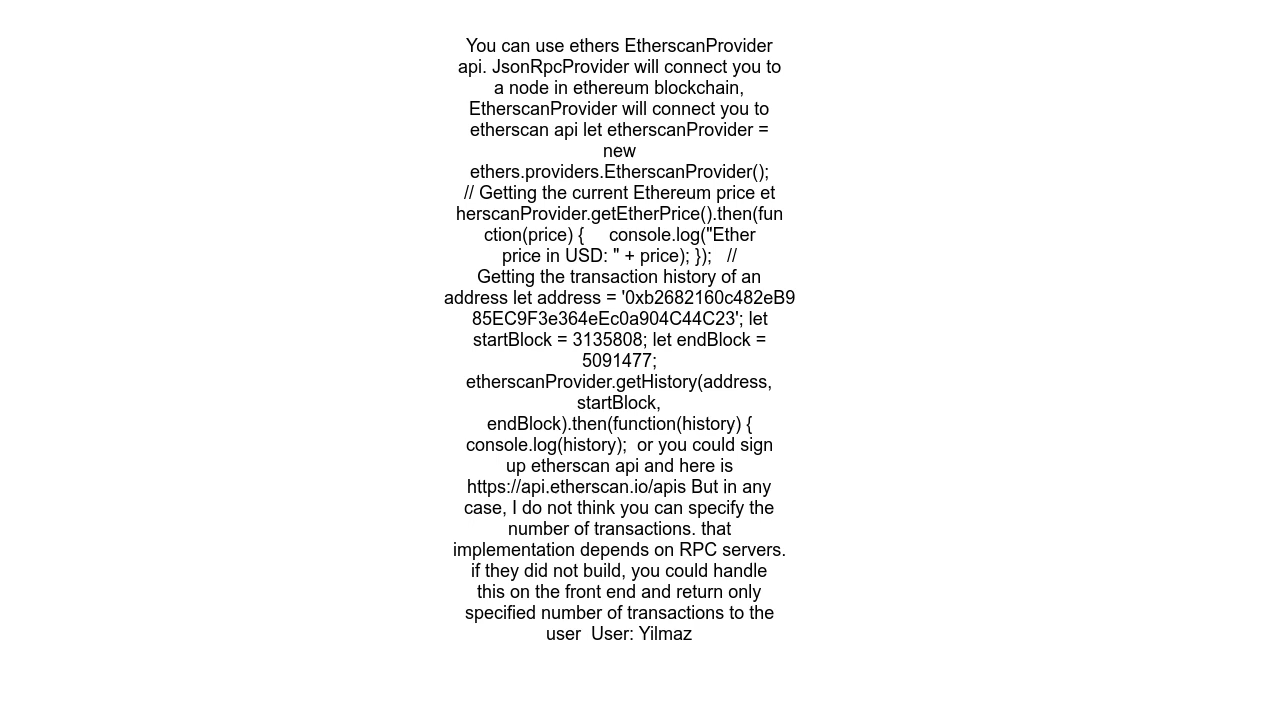 You can use ethers EtherscanProvider
api. JsonRpcProvider will connect you to
a node in ethereum blockchain,
EtherscanProvider will connect you to
etherscan api let etherscanProvider =
new
ethers.providers.EtherscanProvider();
// Getting the current Ethereum price et
herscanProvider.getEtherPrice().then(fun
ction(price) {     console.log("Ether
price in USD: " + price); });   //
Getting the transaction history of an
address let address = '0xb2682160c482eB9
85EC9F3e364eEc0a904C44C23'; let
startBlock = 3135808; let endBlock =
5091477;
etherscanProvider.getHistory(address,
startBlock,
endBlock).then(function(history) {
console.log(history);  or you could sign
up etherscan api and here is
https://api.etherscan.io/apis But in any
case, I do not think you can specify the
number of transactions. that
implementation depends on RPC servers.
if they did not build, you could handle
this on the front end and return only
specified number of transactions to the
user  User: Yilmaz